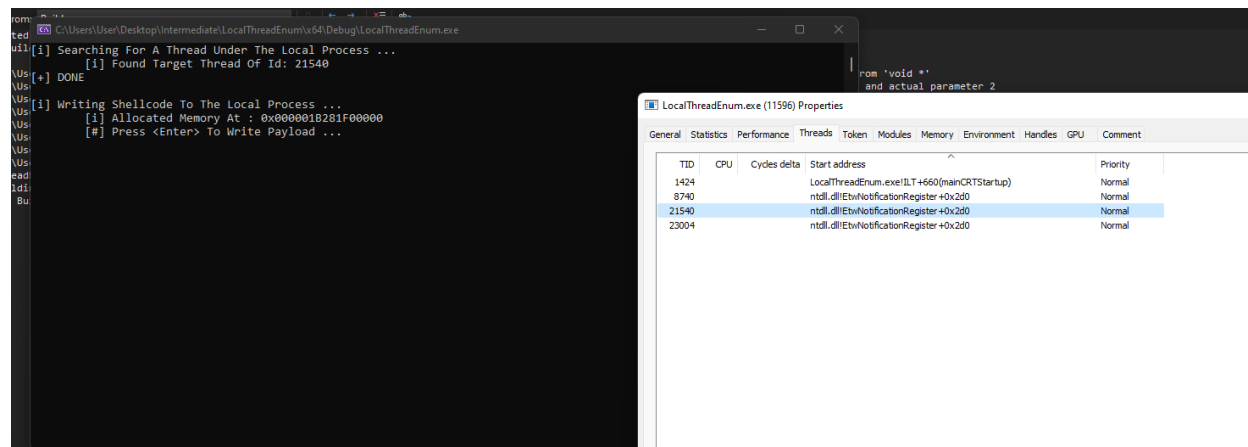 C:\Users\User\Desktop\Intermediate\LocalThreadEnum\x64\Debug\LocalThreadEnum.exe
[i] Searching For A Thread Under The Local Process ...
[i] Found Target Thread Of Id: 21540
[+] DONE
[i] Writing Shellcode To The Local Process ...
[i] Allocated Memory At : 0x000001B281F00000
[#] Press <Enter> To Write Payload ...
rom 'void *'
and actual parameter 2
LocalThreadEnum.exe (11596) Properties
General Statistics Performance Threads Token Modules Memory Environment Handles GPU Comment
TID CPU Cycles delta Start address Priority
1424 LocalThreadEnum.exe!ILT+660(mainCRTStartup) Normal
8740 ntdll.dll!EtwNotificationRegister+0x2d0 Normal
21540 ntdll.dll!EtwNotificationRegister+0x2d0 Normal
23004 ntdll.dll!EtwNotificationRegister+0x2d0 Normal